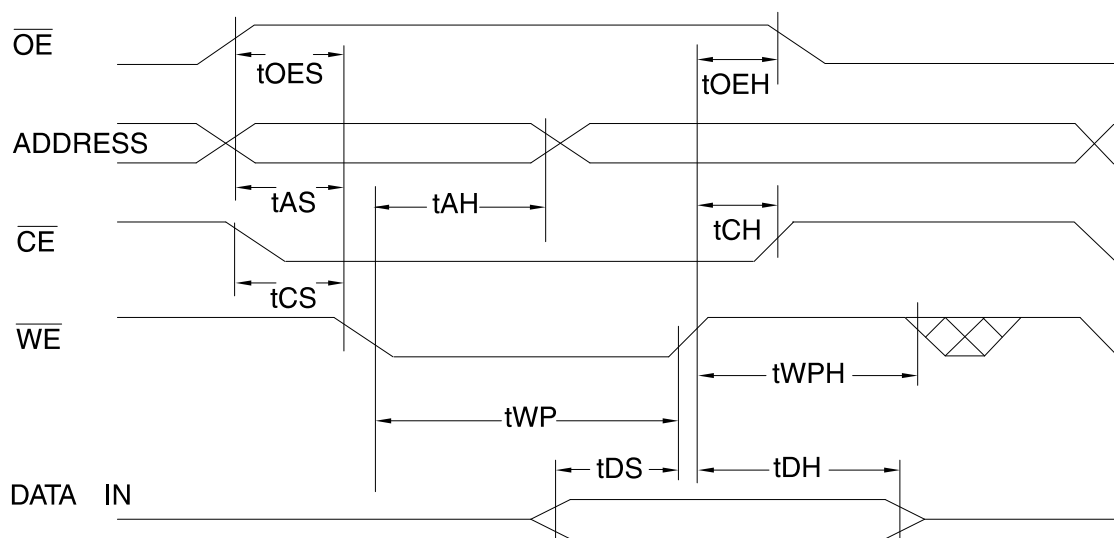 OE
tOES
tOEH
ADDRESS
tAS
tAH
tCH
CE
tCS
WE
tWPH
tWP
tDS
tDH
DATA IN